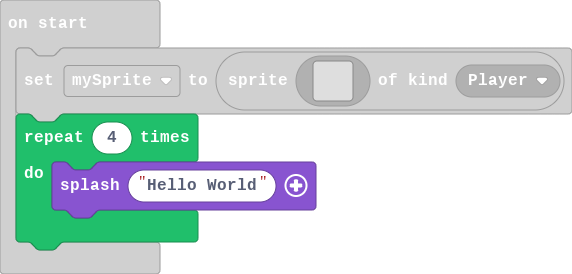 on start
set mySprite to sprite of kind Player
repeat 4 times
do splash "Hello World"